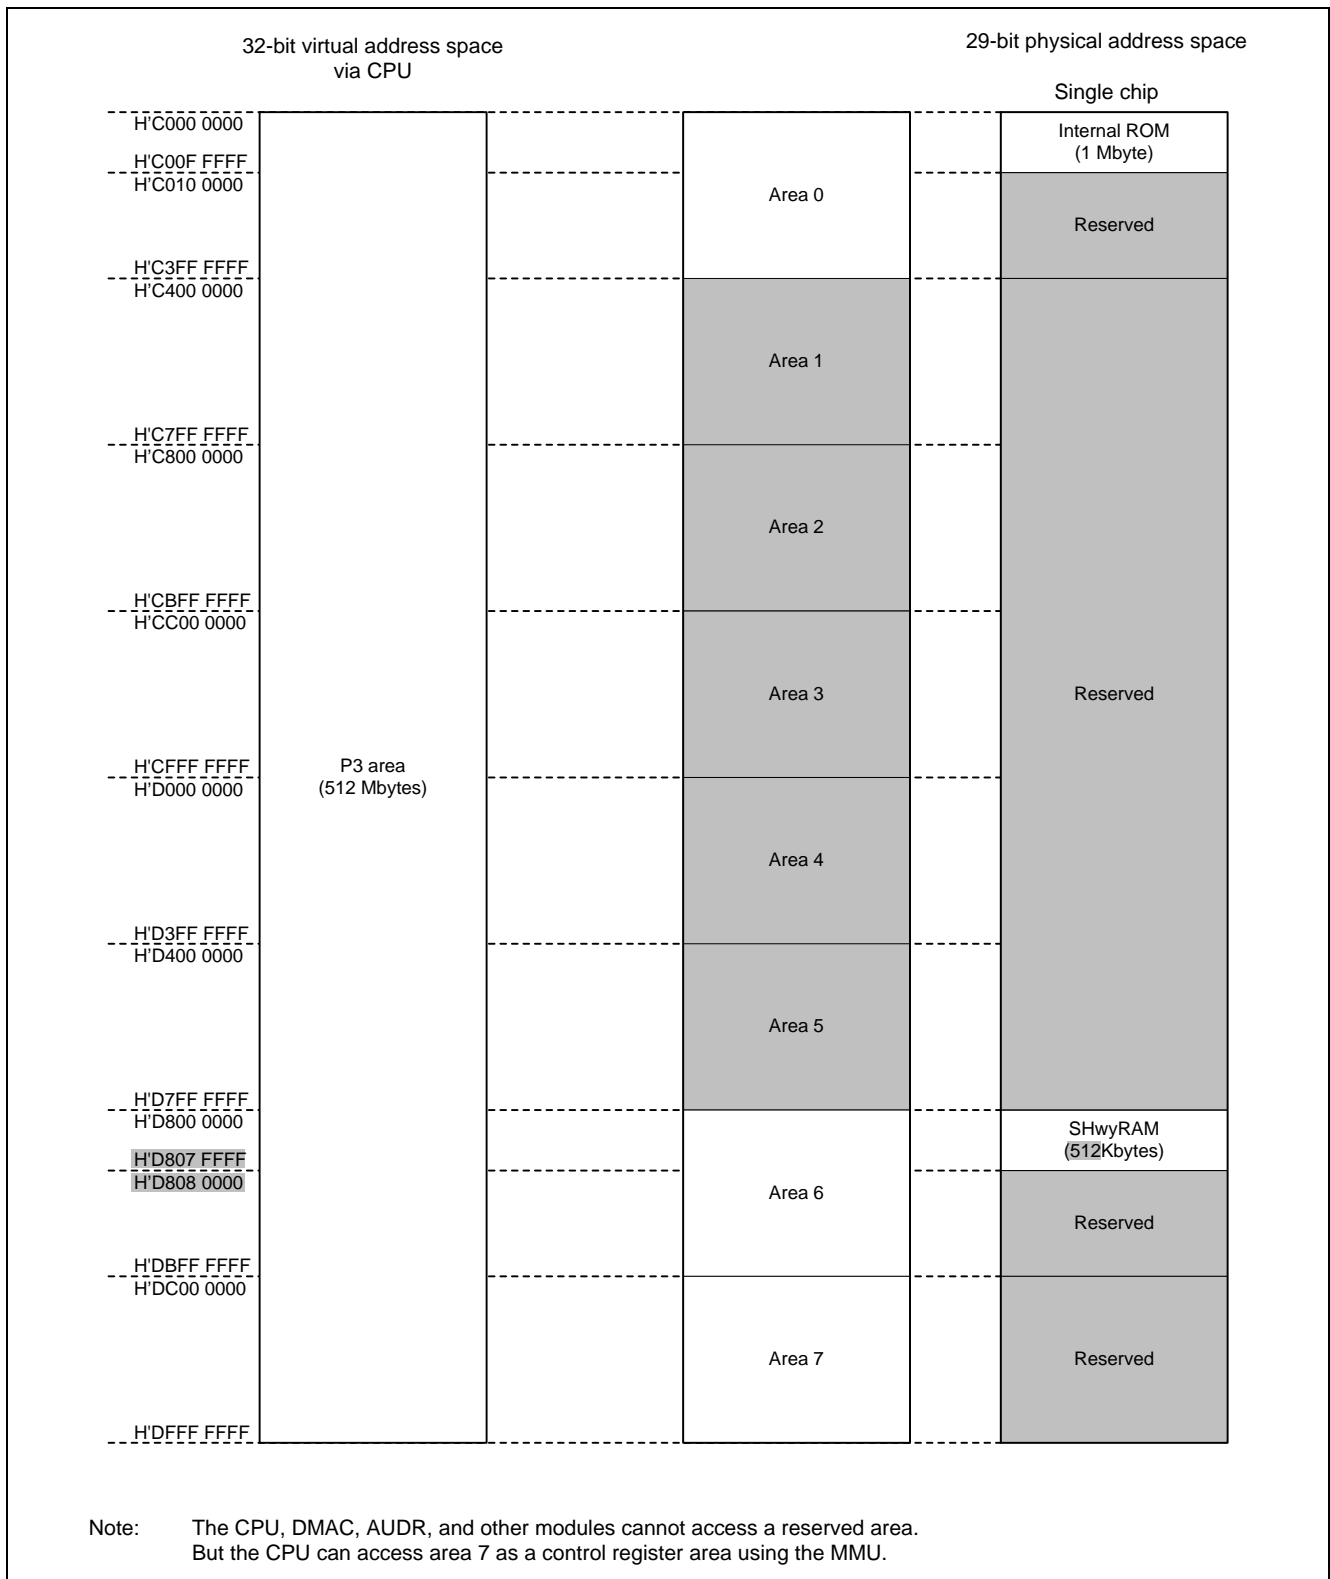 32-bit virtual address space
via CPU
29-bit physical address space
Single chip
H'C000 0000
Internal ROM
(1 Mbyte)
H'C00F FFFF
H'C010 0000
Area 0
Reserved
H'C3FF FFFF
H'C400 0000
Area 1
H'C7FF FFFF
H'C800 0000
Area 2
H'CBFF FFFF
H'CC00 0000
Area 3
Reserved
P3 area
(512 Mbytes)
H'CFFF FFFF
H'D000 0000
Area 4
H'D3FF FFFF
H'D400 0000
Area 5
H'D7FF FFFF
H'D800 0000
SHwyRAM
(512Kbytes)
H'D807 FFFF
H'D808 0000
Area 6
Reserved
H'DBFF FFFF
H'DC00 0000
Area 7
Reserved
H'DFFF FFFF
Note: The CPU, DMAC, AUDR, and other modules cannot access a reserved area.
But the CPU can access area 7 as a control register area using the MMU.